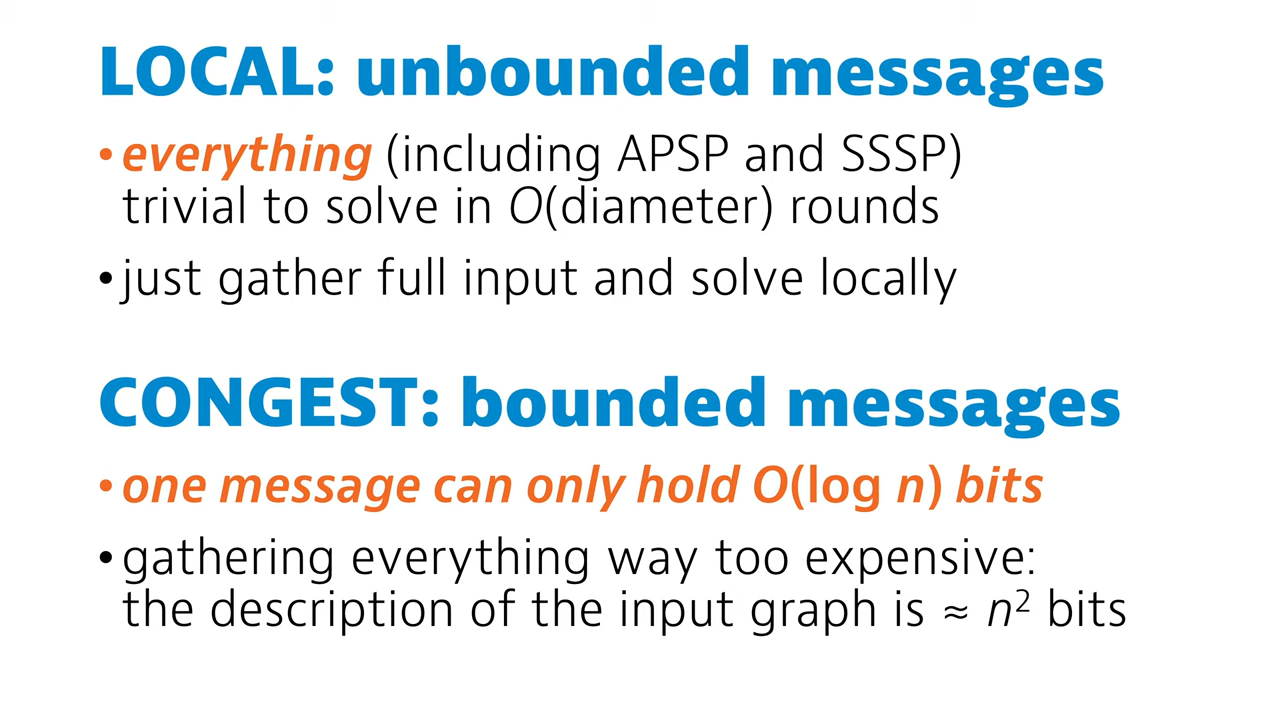 LOCAL: unbounded messages
• everything (including APSP and SSSP)
trivial to solve in O(diameter) rounds
• just gather full input and solve locally
CONGEST: bounded messages
• one message can only hold O(log n) bits
• gathering everything way too expensive:
the description of the input graph is ≈ n² bits